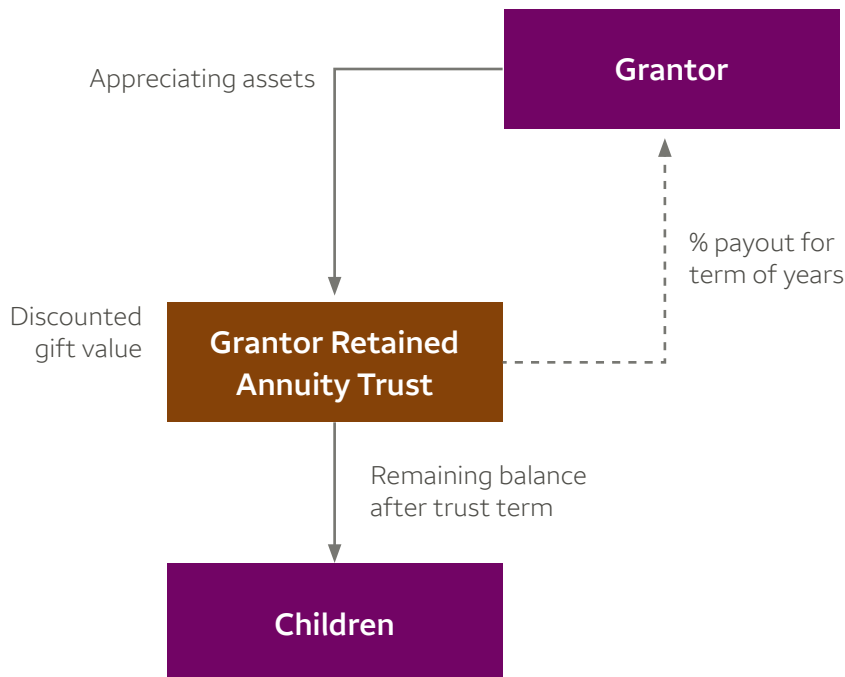 Grantor
Appreciating assets
% payout for
term of years
Discounted
gift value
Grantor Retained
Annuity Trust
Remaining balance
after trust term
Children